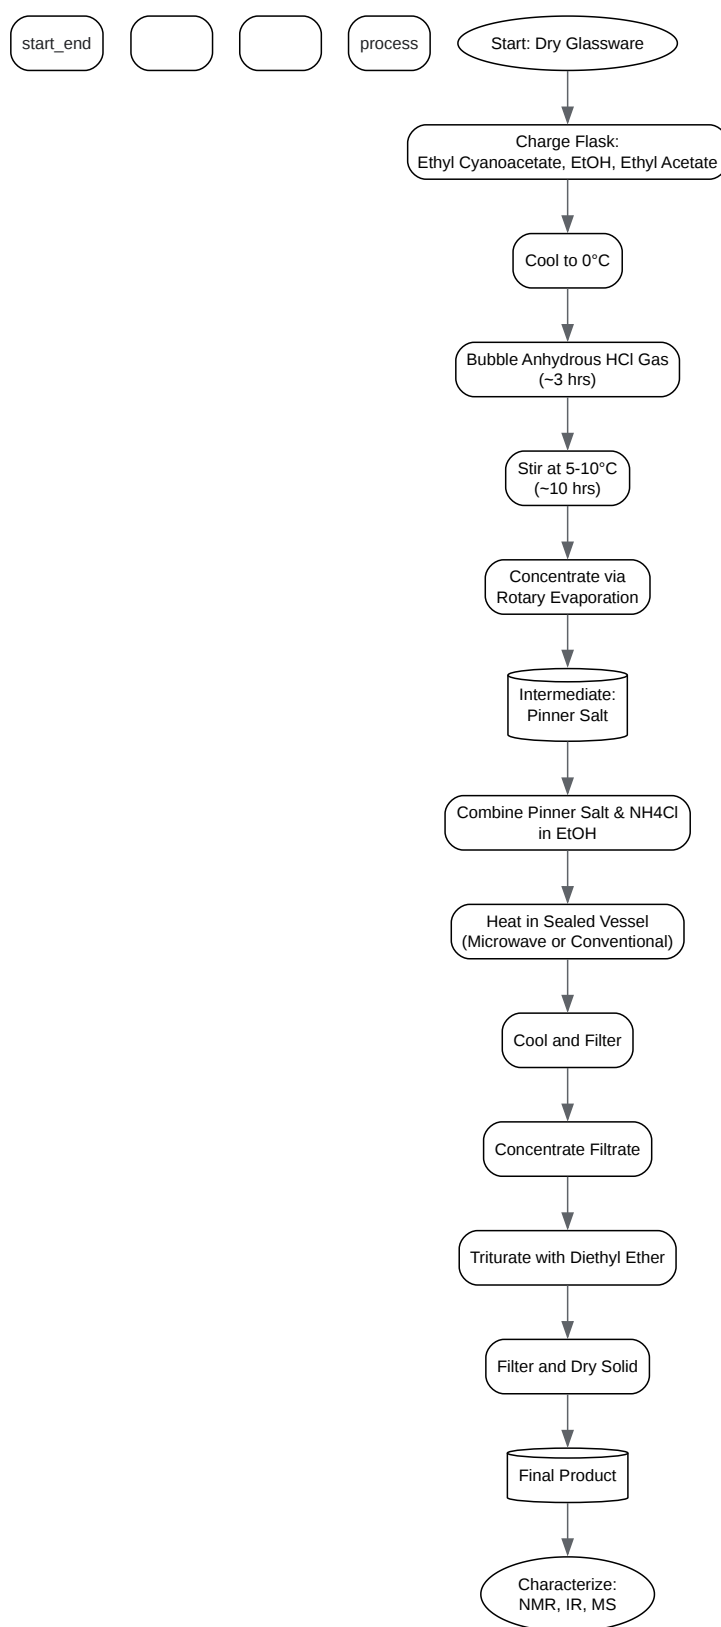 start_end
process
Start: Dry Glassware
Charge Flask:
Ethyl Cyanoacetate, EtOH, Ethyl Acetate
Cool to 0°C
Bubble Anhydrous HCl Gas
(~3 hrs)
Stir at 5-10°C
(~10 hrs)
Concentrate via
Rotary Evaporation
Intermediate:
Pinner Salt
Combine Pinner Salt & NH4Cl
in EtOH
Heat in Sealed Vessel
(Microwave or Conventional)
Cool and Filter
Concentrate Filtrate
Triturate with Diethyl Ether
Filter and Dry Solid
Final Product
Characterize:
NMR, IR, MS